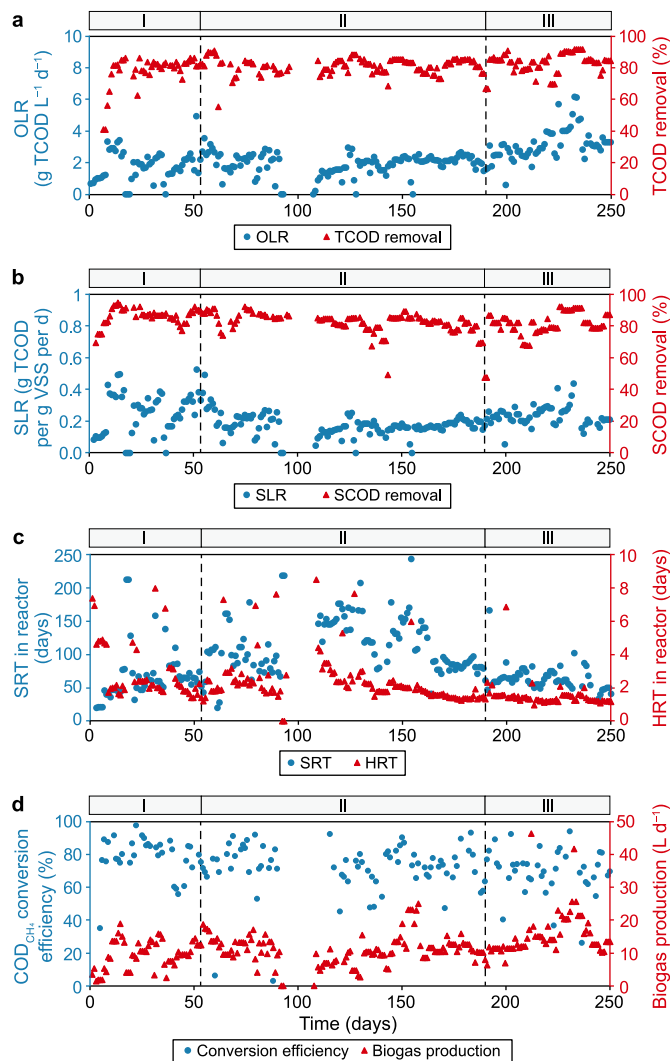 a
I II III
OLR
(g TCOD L⁻¹ d⁻¹)
10
8
6
4
2
0
TCOD removal (%)
100
80
60
40
20
0
0 50 100 150 200 250
OLR TCOD removal
b
I II III
SLR (g TCOD
per g VSS per d)
1
0.8
0.6
0.4
0.2
0.0
SCOD removal (%)
100
80
60
40
20
0
0 50 100 150 200 250
SLR SCOD removal
c
I II III
SRT in reactor
(days)
250
200
150
100
50
0
HRT in reactor (days)
10
8
6
4
2
0
0 50 100 150 200 250
SRT HRT
d
I II III
COD_CH₄ conversion
efficiency (%)
100
80
60
40
20
0
Biogas production (L d⁻¹)
50
40
30
20
10
0
0 50 100 150 200 250
Time (days)
Conversion efficiency Biogas production